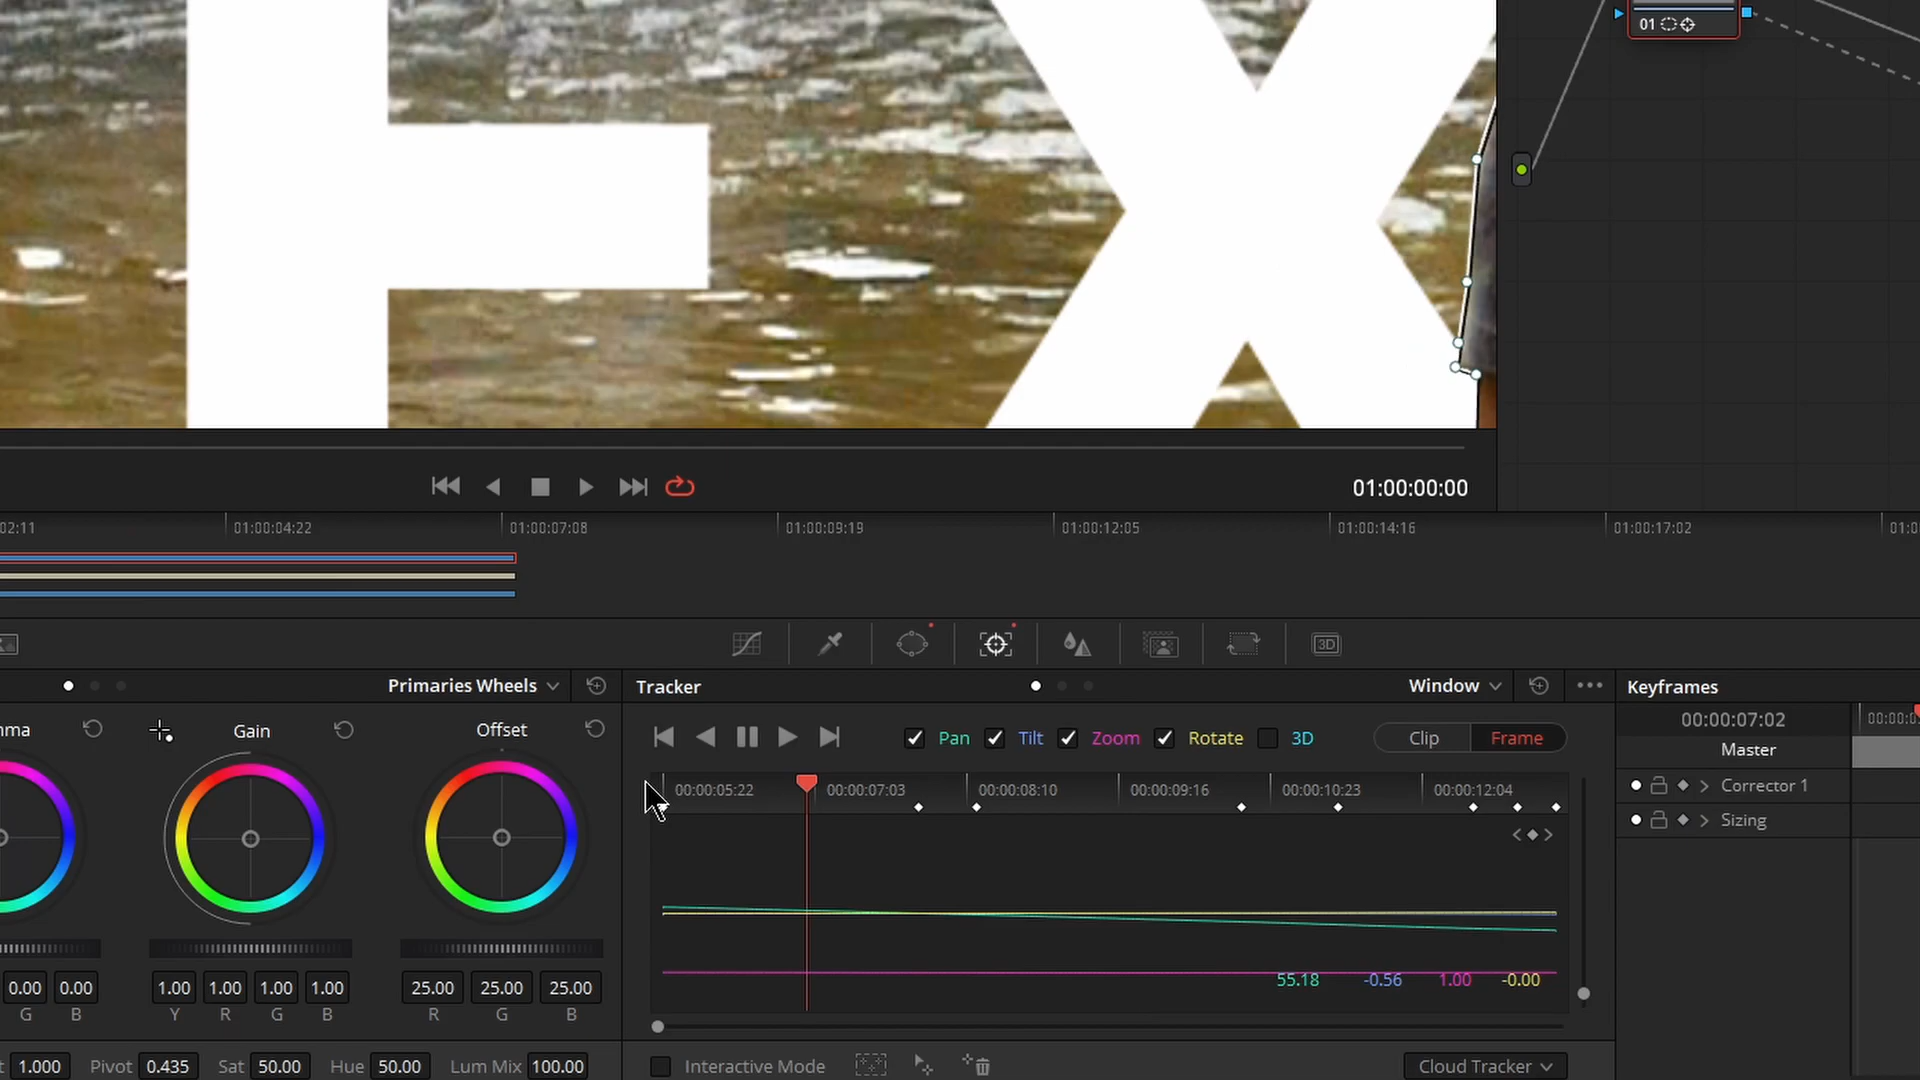 01
01:00:00:00
02:11 01:00:04:22 01:00:07:08 01:00:09:19 01:00:12:05 01:00:14:16 01:00:17:02 01:0
3D
Primaries Wheels Tracker Window Keyframes
mma Gain Offset
Pan Tilt Zoom Rotate 3D Clip Frame
00:00:07:02 00:00:0
Master
00:00:05:22 00:00:07:03 00:00:08:10 00:00:09:16 00:00:10:23 00:00:12:04
Corrector 1
Sizing
55.18 -0.56 1.00 -0.00
0.00 0.00 1.00 1.00 1.00 1.00 25.00 25.00 25.00
G B Y R G B R G B
t 1.000 Pivot 0.435 Sat 50.00 Hue 50.00 Lum Mix 100.00 Interactive Mode Cloud Tracker